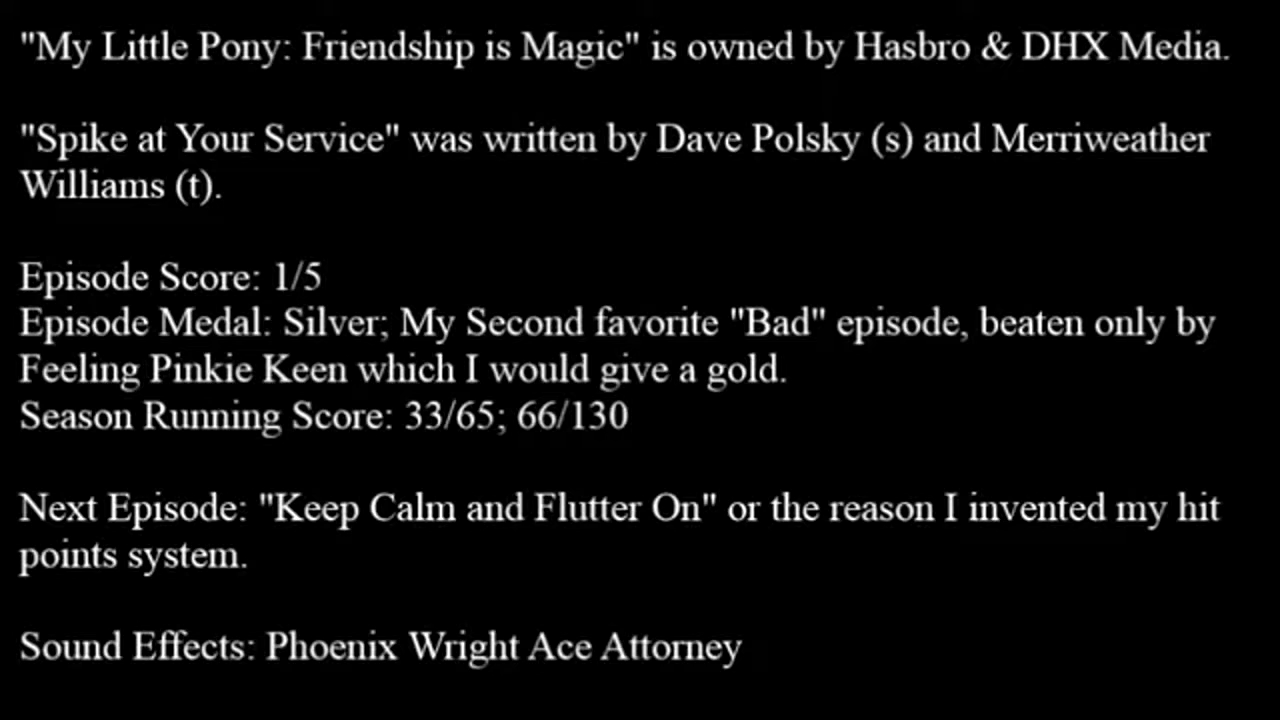 "My Little Pony: Friendship is Magic" is owned by Hasbro & DHX Media.
"Spike at Your Service" was written by Dave Polsky (s) and Merriweather
Williams (t).
Episode Score: 1/5
Episode Medal: Silver; My Second favorite "Bad" episode, beaten only by
Feeling Pinkie Keen which I would give a gold.
Season Running Score: 33/65; 66/130
Next Episode: "Keep Calm and Flutter On" or the reason I invented my hit
points system.
Sound Effects: Phoenix Wright Ace Attorney